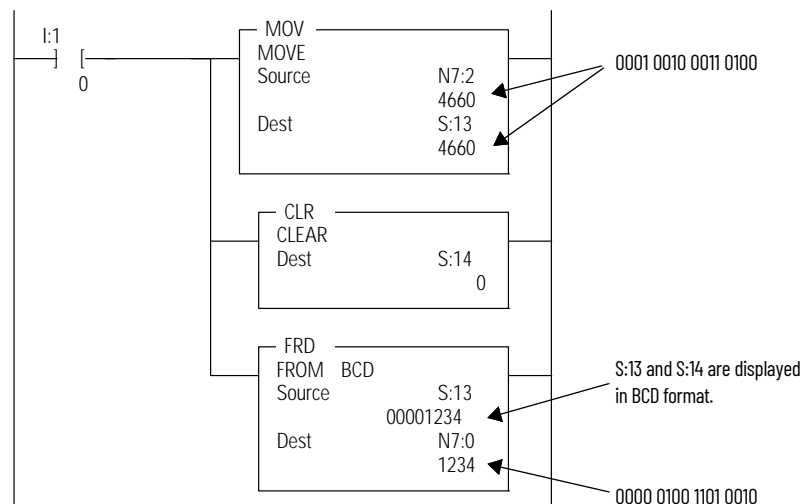 I:1
] [
0
MOV
MOVE
Source N7:2
4660
Dest S:13
4660
0001 0010 0011 0100
CLR
CLEAR
Dest S:14
0
FRD
FROM BCD
Source S:13
00001234
Dest N7:0
1234
S:13 and S:14 are displayed
in BCD format.
0000 0100 1101 0010